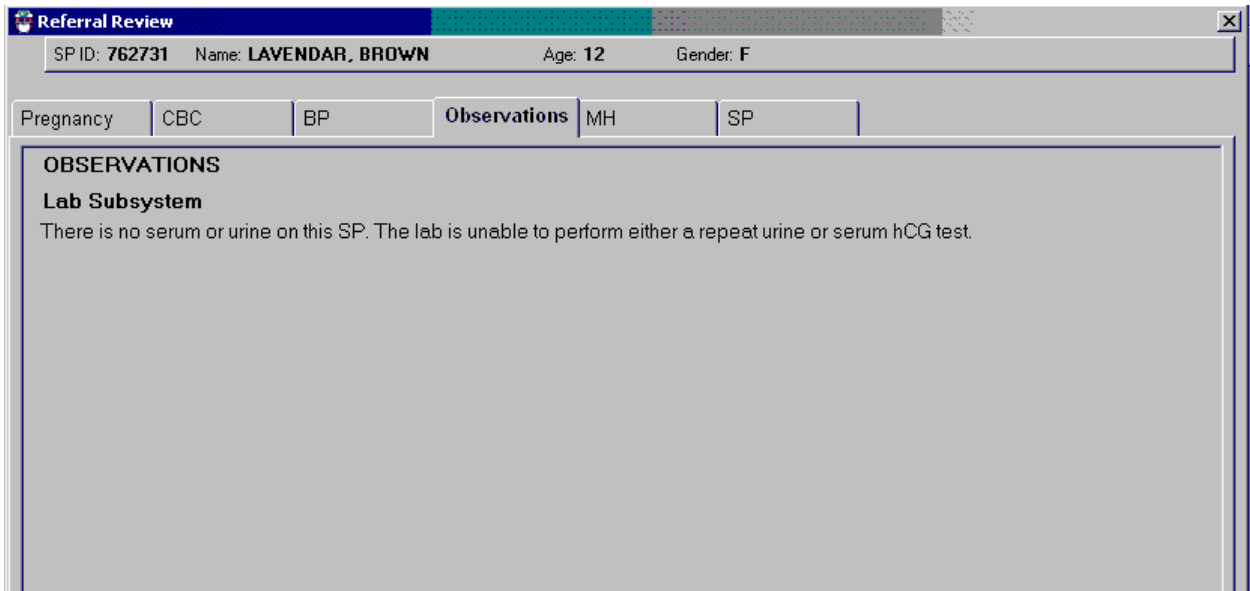 Referral Review
SP ID: 762731 Name: LAVENDAR, BROWN Age: 12 Gender: F
Pregnancy CBC BP Observations MH SP
OBSERVATIONS
Lab Subsystem
There is no serum or urine on this SP. The lab is unable to perform either a repeat urine or serum hCG test.